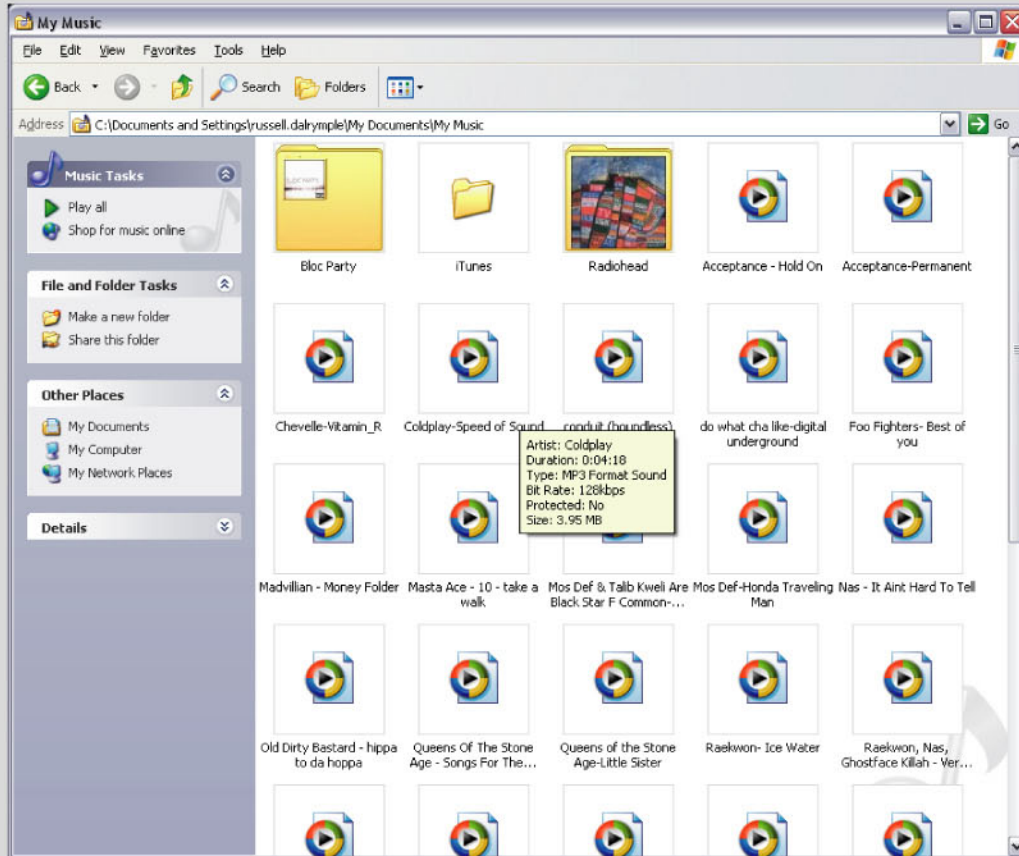 My Music
File Edit View Favorites Tools Help
Back Search Folders
Address C:\Documents and Settings\russell.dalrymple\My Documents\My Music Go
Music Tasks
Play all
Shop for music online
File and Folder Tasks
Make a new folder
Share this folder
Other Places
My Documents
My Computer
My Network Places
Details
BLOC PARTY
Bloc Party
iTunes
Radiohead
Acceptance - Hold On
Acceptance-Permanent
Chevelle-Vitamin_R
Coldplay-Speed of Sound
conduit (boundless)
do what cha like-digital
underground
Foo Fighters- Best of
you
Artist: Coldplay
Duration: 0:04:18
Type: MP3 Format Sound
Bit Rate: 128kbps
Protected: No
Size: 3.95 MB
Madvillian - Money Folder
Masta Ace - 10 - take a
walk
Mos Def & Talib Kweli Are
Black Star F Common-...
Mos Def-Honda Traveling
Man
Nas - It Aint Hard To Tell
Old Dirty Bastard - hippa
to da hoppa
Queens Of The Stone
Age - Songs For The...
Queens of the Stone
Age-Little Sister
Raekwon- Ice Water
Raekwon, Nas,
Ghostface Killah - Ver...